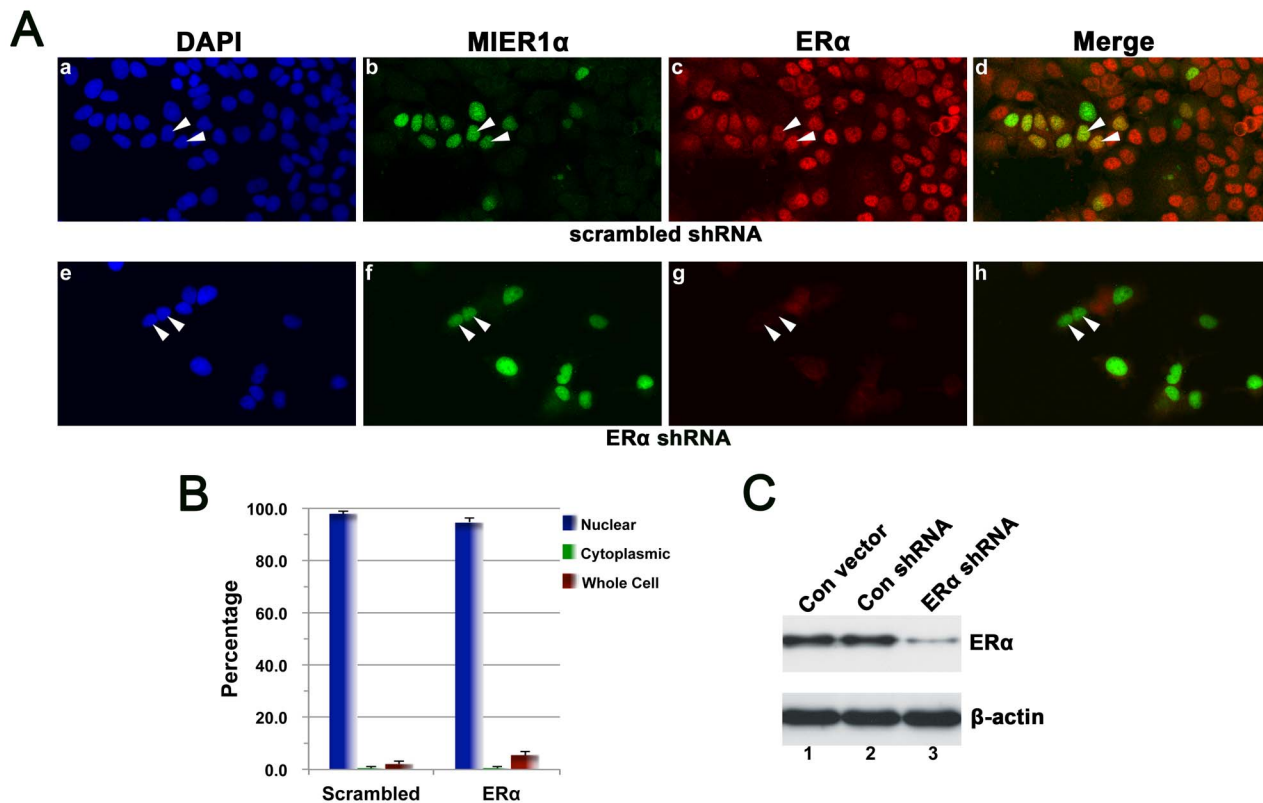 A
DAPI MIER1α ERα Merge
a b c d
scrambled shRNA
e f g h
ERα shRNA
B
100.0
80.0
60.0
40.0
20.0
0.0
Percentage
Scrambled ERα
Nuclear
Cytoplasmic
Whole Cell
C
Con vector
Con shRNA
ERα shRNA
ERα
β-actin
1 2 3